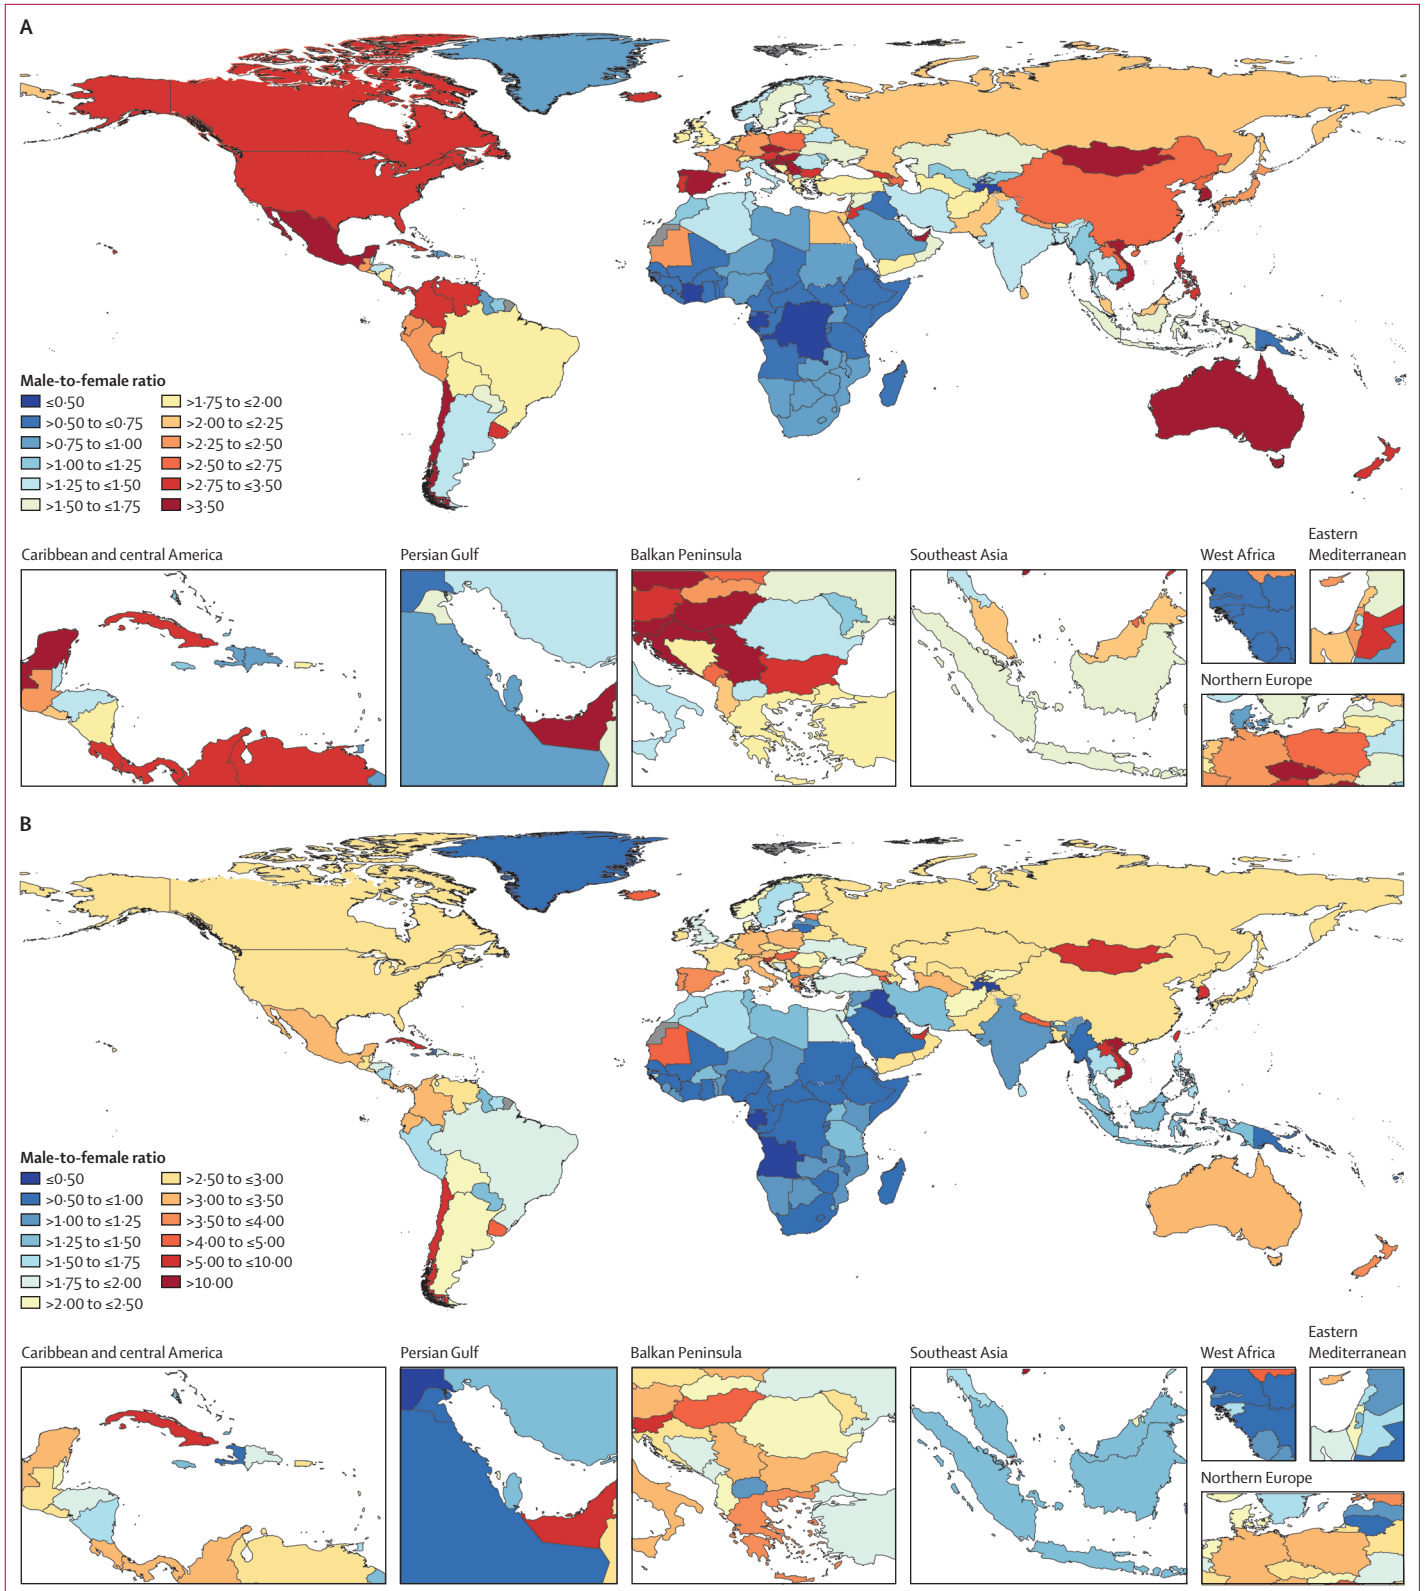 A
Male-to-female ratio
≤0·50
>0·50 to ≤0·75
>0·75 to ≤1·00
>1·00 to ≤1·25
>1·25 to ≤1·50
>1·50 to ≤1·75
>1·75 to ≤2·00
>2·00 to ≤2·25
>2·25 to ≤2·50
>2·50 to ≤2·75
>2·75 to ≤3·50
>3·50
Caribbean and central America
Persian Gulf
Balkan Peninsula
Southeast Asia
West Africa
Eastern
Mediterranean
Northern Europe
B
Male-to-female ratio
≤0·50
>0·50 to ≤1·00
>1·00 to ≤1·25
>1·25 to ≤1·50
>1·50 to ≤1·75
>1·75 to ≤2·00
>2·00 to ≤2·50
>2·50 to ≤3·00
>3·00 to ≤3·50
>3·50 to ≤4·00
>4·00 to ≤5·00
>5·00 to ≤10·00
>10·00
Caribbean and central America
Persian Gulf
Balkan Peninsula
Southeast Asia
West Africa
Eastern
Mediterranean
Northern Europe